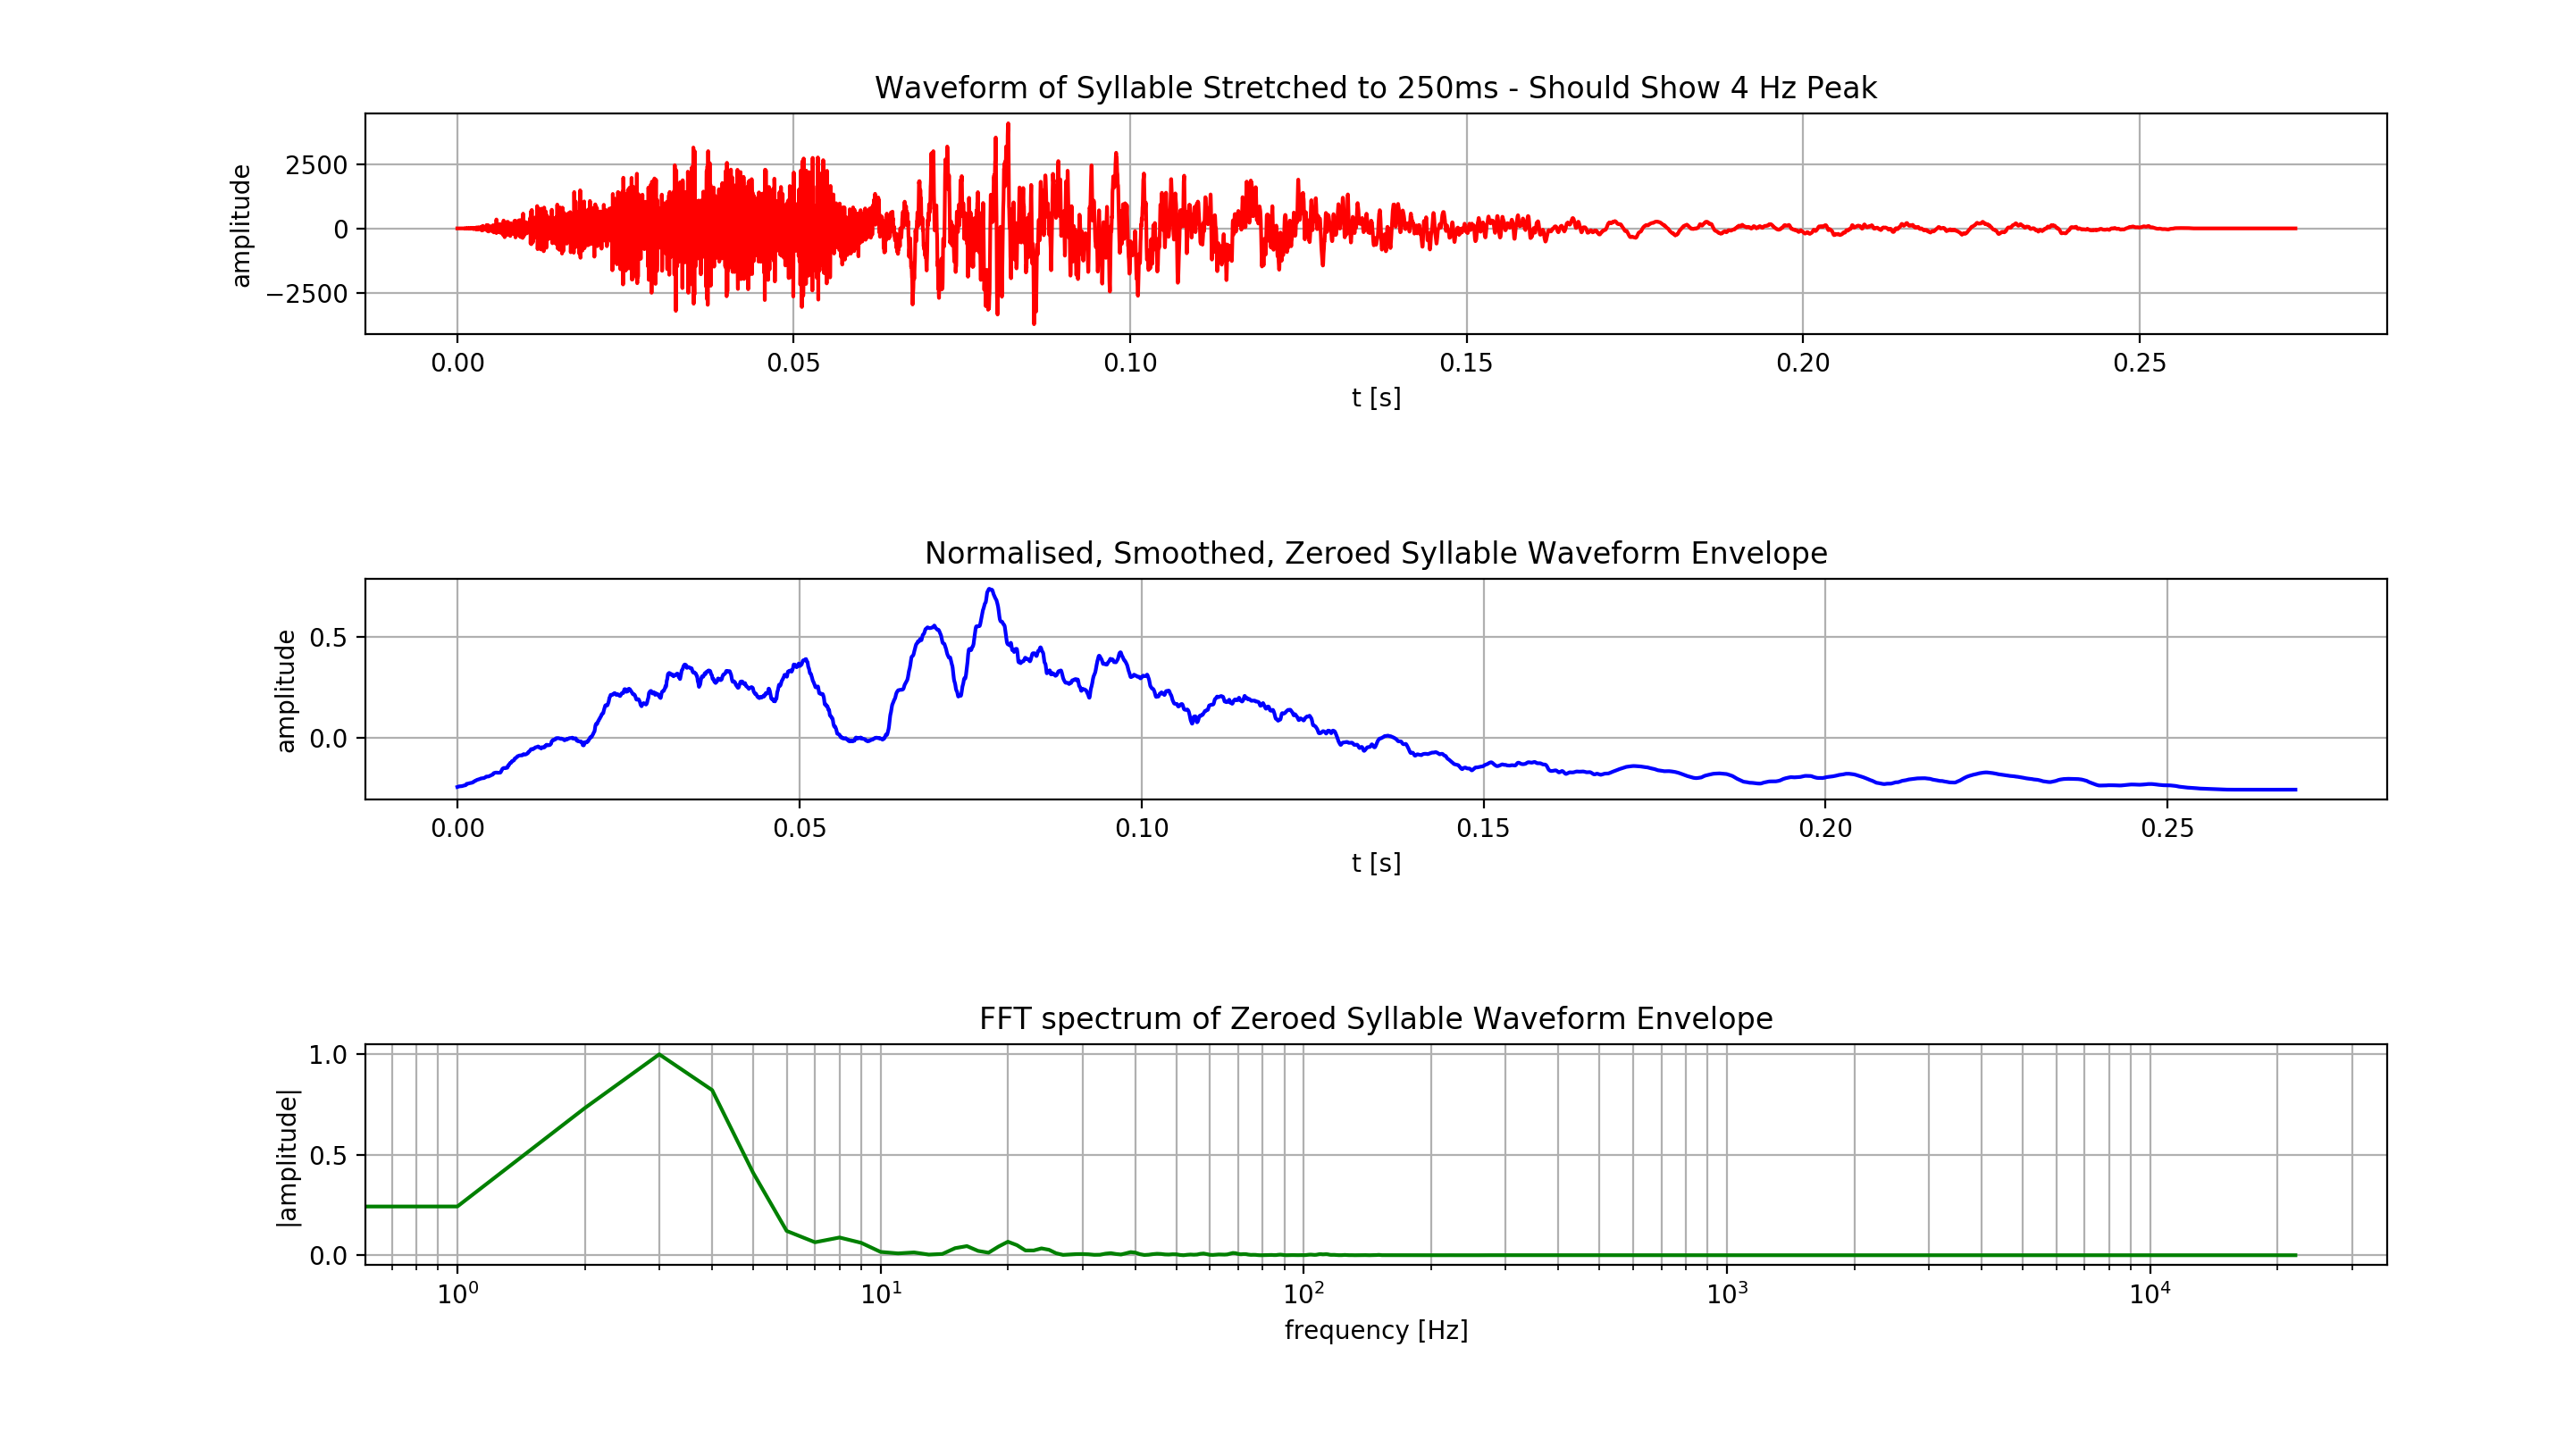 Waveform of Syllable Stretched to 250ms - Should Show 4 Hz Peak
amplitude
2500
0
−2500
0.00 0.05 0.10 0.15 0.20 0.25
t [s]
Normalised, Smoothed, Zeroed Syllable Waveform Envelope
amplitude
0.5
0.0
0.00 0.05 0.10 0.15 0.20 0.25
t [s]
FFT spectrum of Zeroed Syllable Waveform Envelope
|amplitude|
1.0
0.5
0.0
10⁰ 10¹ 10² 10³ 10⁴
frequency [Hz]